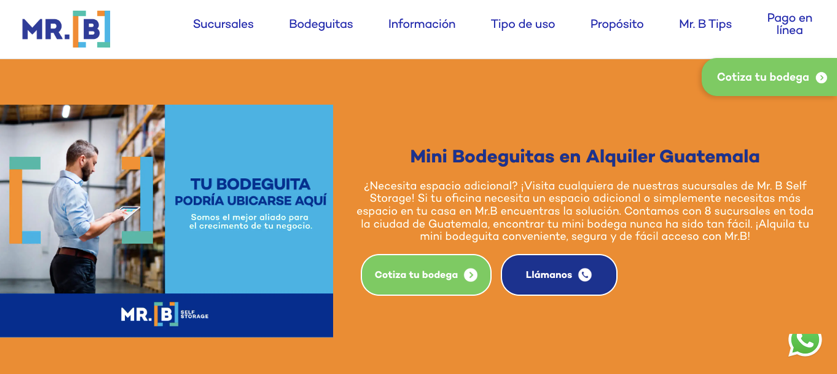 MR. B
Sucursales
Bodeguitas
Información
Tipo de uso
Propósito
Mr. B Tips
Pago en
línea
Cotiza tu bodega
TU BODEGUITA
PODRÍA UBICARSE AQUÍ
Somos el mejor aliado para
el crecimiento de tu negocio.
MR. B SELF
STORAGE
Mini Bodeguitas en Alquiler Guatemala
¿Necesita espacio adicional? ¡Visita cualquiera de nuestras sucursales de Mr. B Self
Storage! Si tu oficina necesita un espacio adicional o simplemente necesitas más
espacio en tu casa en Mr.B encuentras la solución. Contamos con 8 sucursales en toda
la ciudad de Guatemala, encontrar tu mini bodega nunca ha sido tan fácil. ¡Alquila tu
mini bodeguita conveniente, segura y de fácil acceso con Mr.B!
Cotiza tu bodega
Llámanos